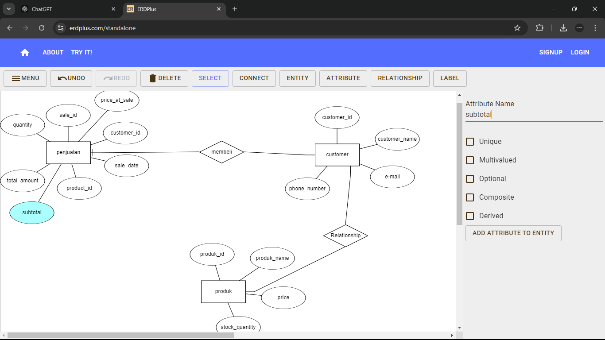 ChatGPT
ERDPlus
erdplus.com/standalone
ABOUT TRY IT! SIGNUP LOGIN
MENU UNDO REDO DELETE SELECT CONNECT ENTITY ATTRIBUTE RELATIONSHIP LABEL
Attribute Name
subtotal
Unique
Multivalued
Optional
Composite
Derived
ADD ATTRIBUTE TO ENTITY
price_at_sale
sale_id
quantity
customer_id
customer_id
customer_name
penjualan
member
customer
sale_date
total_amount
product_id
e-mail
phone_number
subtotal
Relationship
produk_id
produk_name
produk
price
stock_quantity